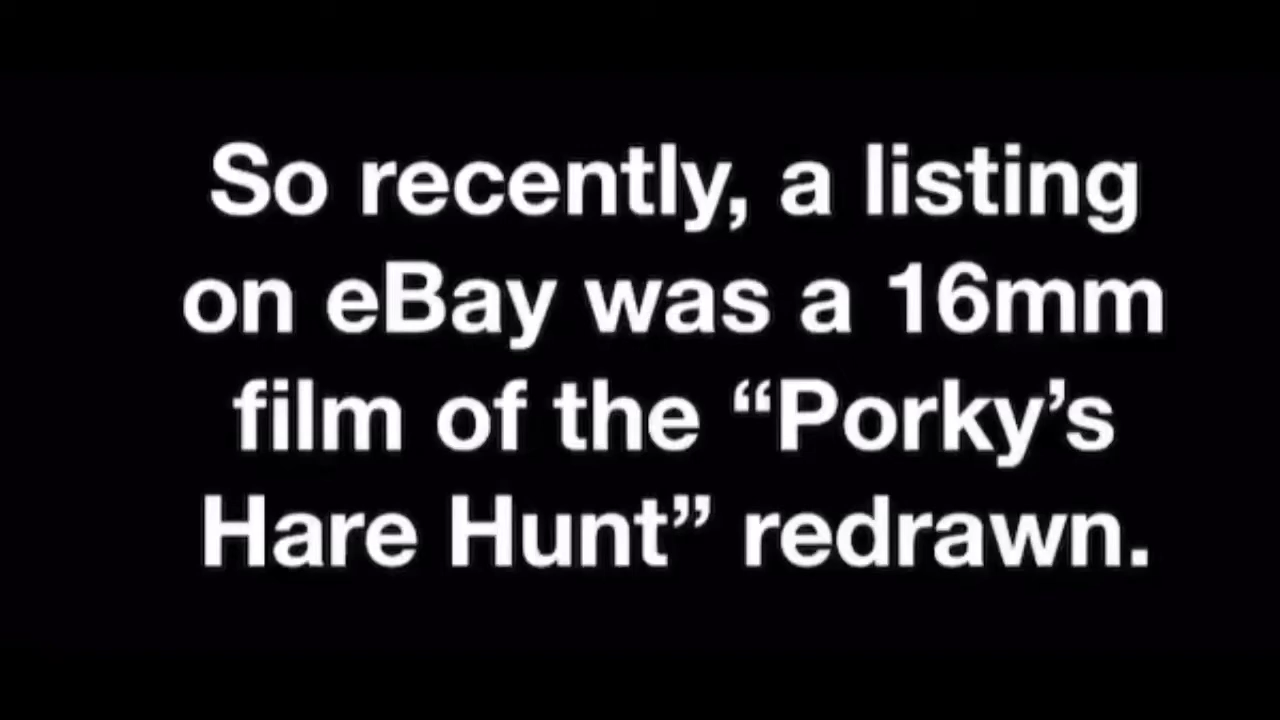 So recently, a listing
on eBay was a 16mm
film of the “Porky’s
Hare Hunt” redrawn.